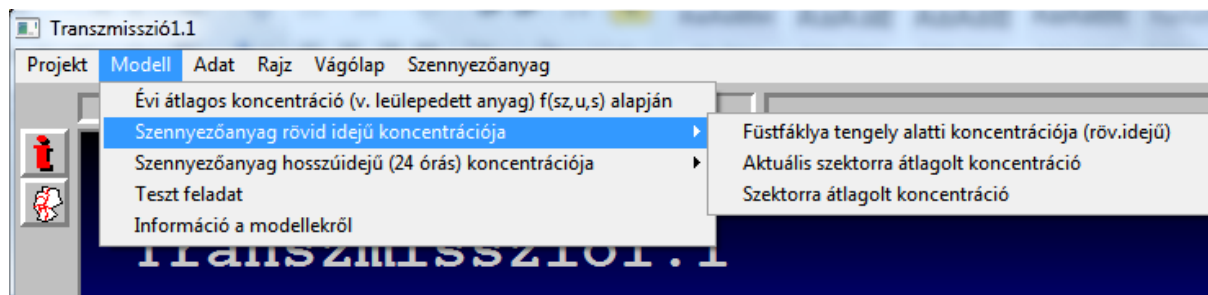 Transzmisszió1.1
Projekt Modell Adat Rajz Vágólap Szennyezőanyag
Évi átlagos koncentráció (v. leülepedett anyag) f(sz,u,s) alapján
Szennyezőanyag rövid idejű koncentrációja
Szennyezőanyag hosszúidejű (24 órás) koncentrációja
Teszt feladat
Információ a modellekről
Füstfáklya tengely alatti koncentrációja (röv.idejű)
Aktuális szektorra átlagolt koncentráció
Szektorra átlagolt koncentráció
Transzmisszió1.1